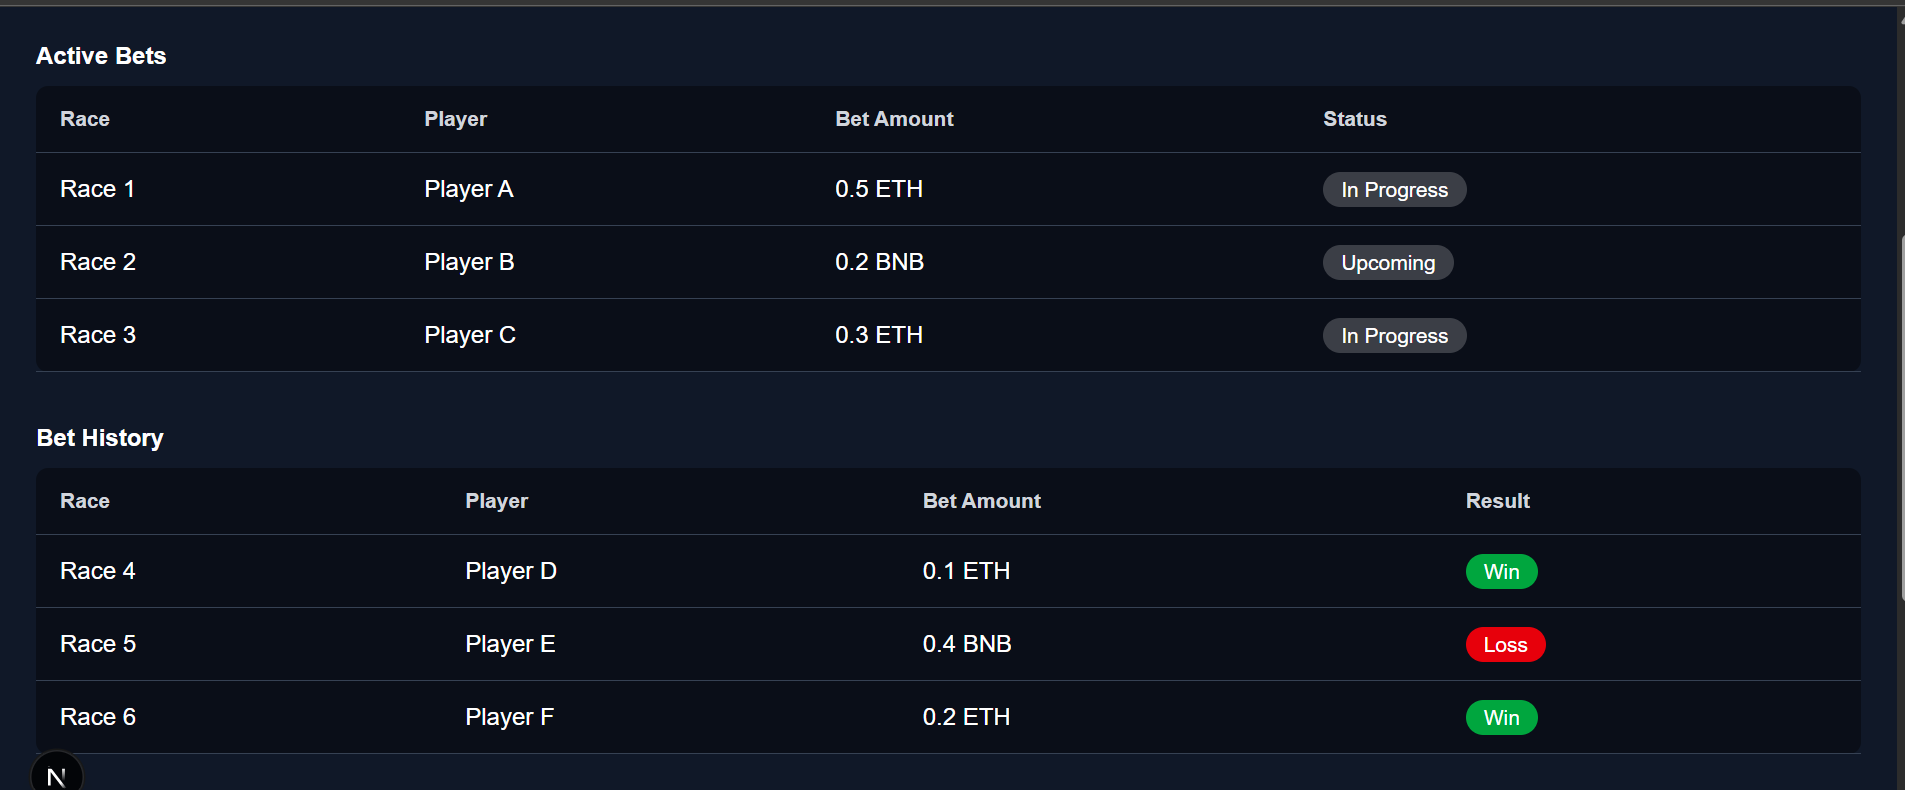 Active Bets
Race Player Bet Amount Status
Race 1 Player A 0.5 ETH In Progress
Race 2 Player B 0.2 BNB Upcoming
Race 3 Player C 0.3 ETH In Progress
Bet History
Race Player Bet Amount Result
Race 4 Player D 0.1 ETH Win
Race 5 Player E 0.4 BNB Loss
Race 6 Player F 0.2 ETH Win
N